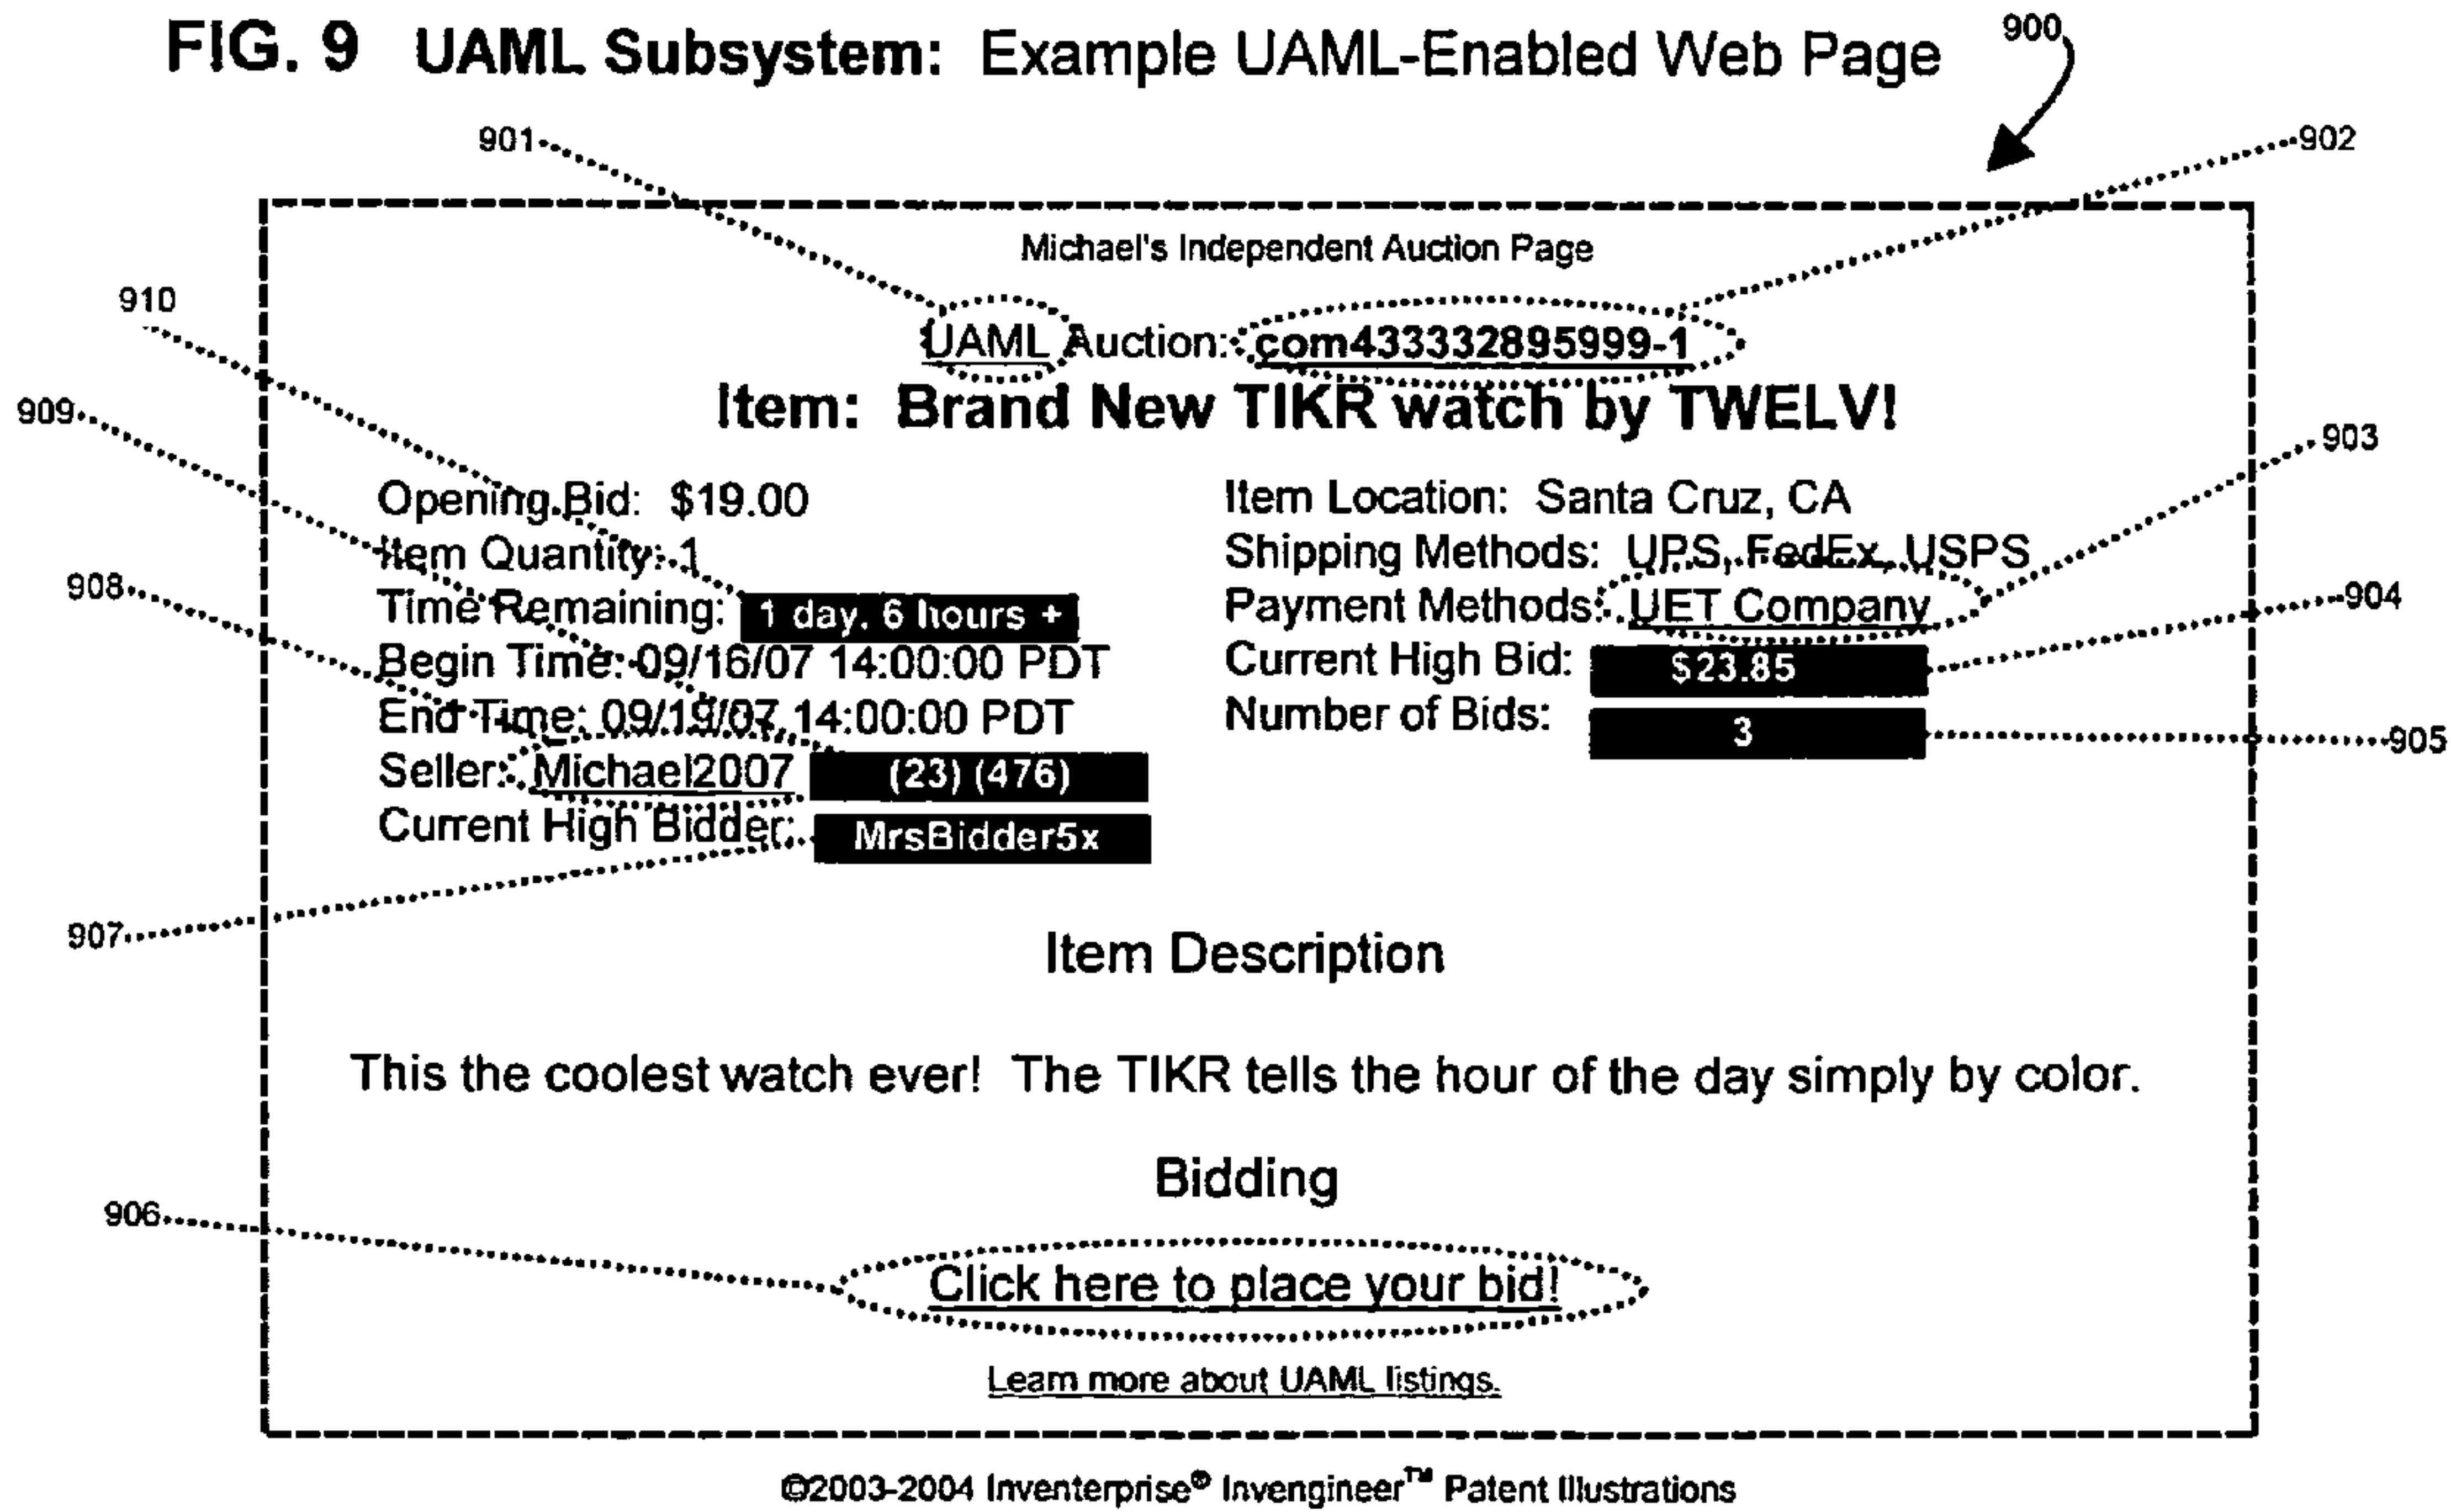 FIG. 9 UAML Subsystem: Example UAML-Enabled Web Page
900
901
902
Michael's Independent Auction Page
910
UAML Auction: com433332895999-1
909
Item: Brand New TIKR watch by TWELV!
903
Opening Bid: $19.00
Item Location: Santa Cruz, CA
Item Quantity: 1
Shipping Methods: UPS, FedEx, USPS
908
Time Remaining: 1 day, 6 hours +
Payment Methods: UET Company
904
Begin Time: 09/16/07 14:00:00 PDT
Current High Bid: $23.85
End Time: 09/19/07 14:00:00 PDT
Number of Bids: 3
905
Seller: Michael2007 (23) (476)
Current High Bidder: MrsBidder5x
907
Item Description
This the coolest watch ever! The TIKR tells the hour of the day simply by color.
Bidding
906
Click here to place your bid!
Learn more about UAML listings.
©2003-2004 Inventerprise® Invengineer™ Patent Illustrations